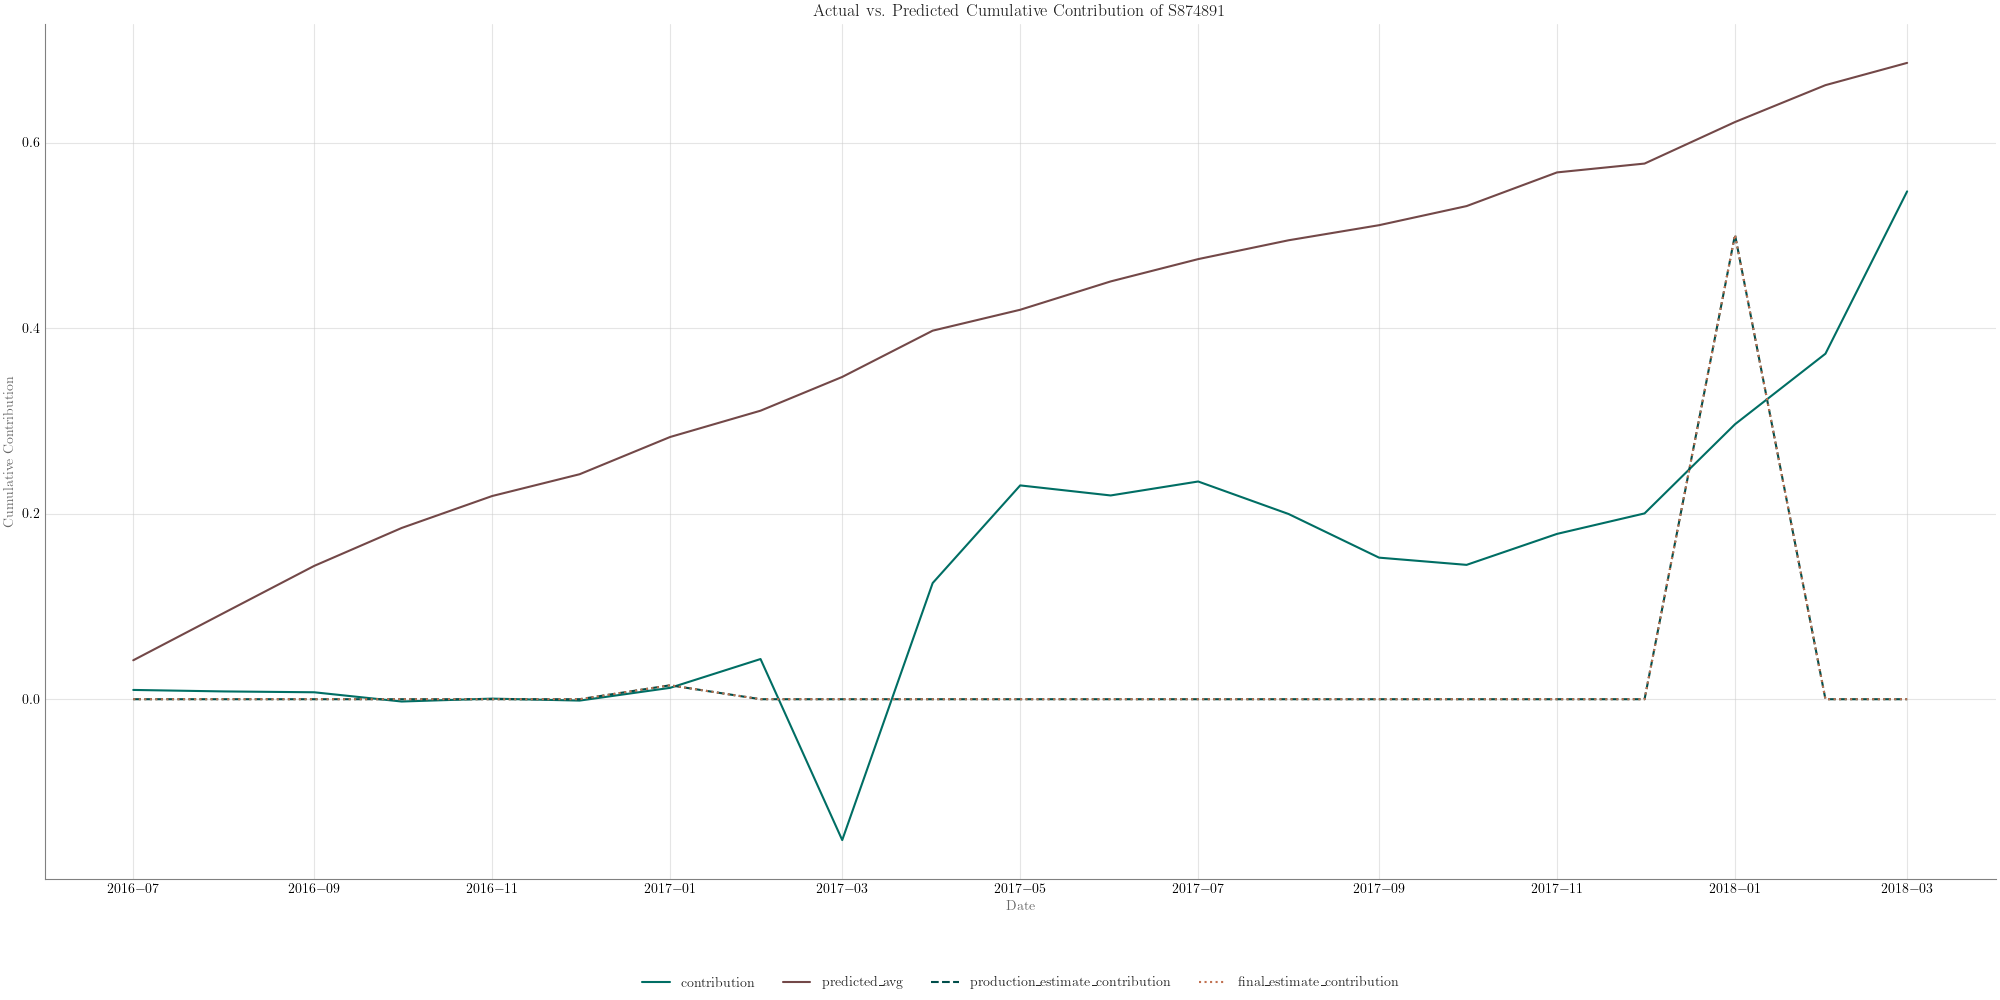 Actual vs. Predicted Cumulative Contribution of S874891
Cumulative Contribution
0.6
0.4
0.2
0.0
2016−07 2016−09 2016−11 2017−01 2017−03 2017−05 2017−07 2017−09 2017−11 2018−01 2018−03
Date
contribution predicted_avg production_estimate_contribution final_estimate_contribution